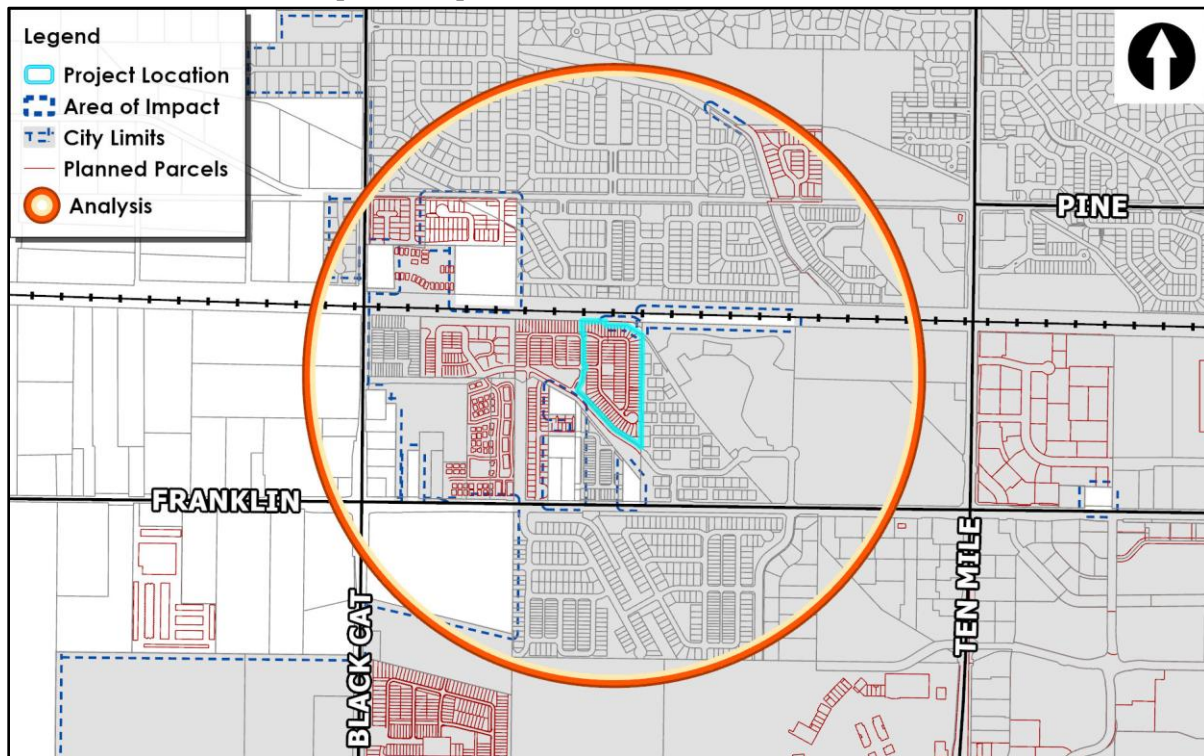 Legend
Project Location
Area of Impact
City Limits
Planned Parcels
Analysis
PINE
FRANKLIN
BLACK CAT
TEN MILE